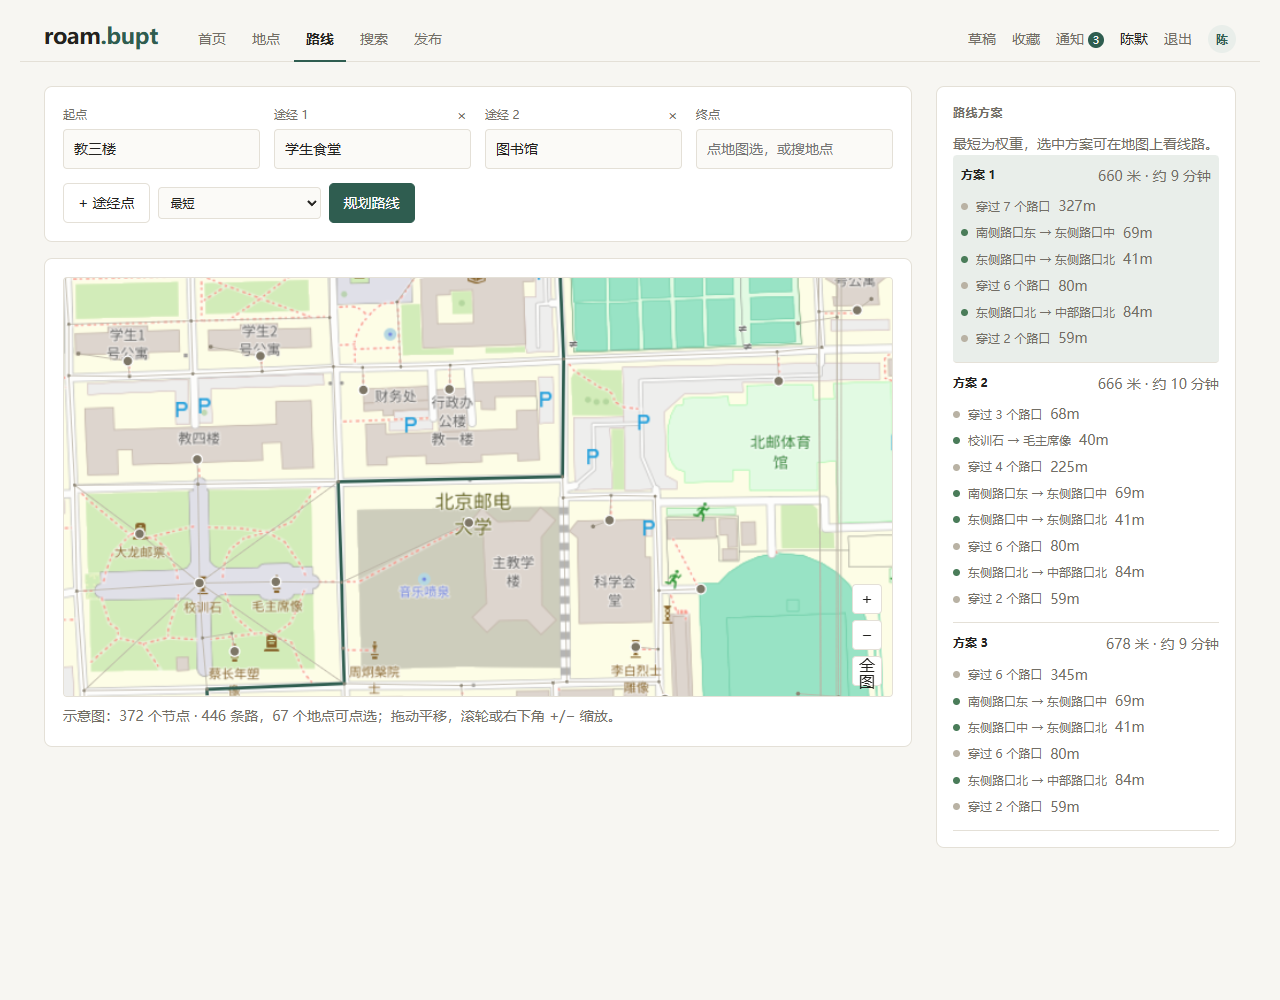 roam.bupt
首页 地点 路线 搜索 发布
草稿 收藏 通知 3 陈默 退出 陈
起点
途经 1 ×
途经 2 ×
终点
教三楼
学生食堂
图书馆
点地图选，或搜地点
+ 途经点
最短
规划路线
号公寓
学生1
号公寓
学生2
号公寓
财务处
行政办
公楼
教一楼
P
P
P
P
P
P
P
教四楼
北邮体育
馆
北京邮电
大学
大龙邮票
主教学
楼
科学会
堂
音乐喷泉
校训石
毛主席像
蔡长年塑
像
周炯槃院
士
李白烈士
雕像
+
−
全
图
示意图：372 个节点 · 446 条路，67 个地点可点选；拖动平移，滚轮或右下角 +/− 缩放。
路线方案
最短为权重，选中方案可在地图上看线路。
方案 1 660 米 · 约 9 分钟
穿过 7 个路口 327m
南侧路口东 → 东侧路口中 69m
东侧路口中 → 东侧路口北 41m
穿过 6 个路口 80m
东侧路口北 → 中部路口北 84m
穿过 2 个路口 59m
方案 2 666 米 · 约 10 分钟
穿过 3 个路口 68m
校训石 → 毛主席像 40m
穿过 4 个路口 225m
南侧路口东 → 东侧路口中 69m
东侧路口中 → 东侧路口北 41m
穿过 6 个路口 80m
东侧路口北 → 中部路口北 84m
穿过 2 个路口 59m
方案 3 678 米 · 约 9 分钟
穿过 6 个路口 345m
南侧路口东 → 东侧路口中 69m
东侧路口中 → 东侧路口北 41m
穿过 6 个路口 80m
东侧路口北 → 中部路口北 84m
穿过 2 个路口 59m